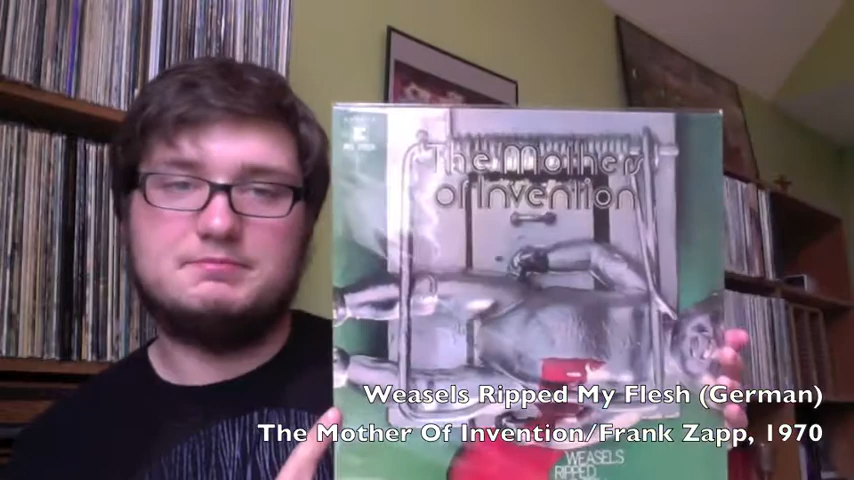 The Mothers
of Invention
Weasels Ripped My Flesh (German)
The Mother Of Invention/Frank Zapp, 1970
WEASELS
RIPPED